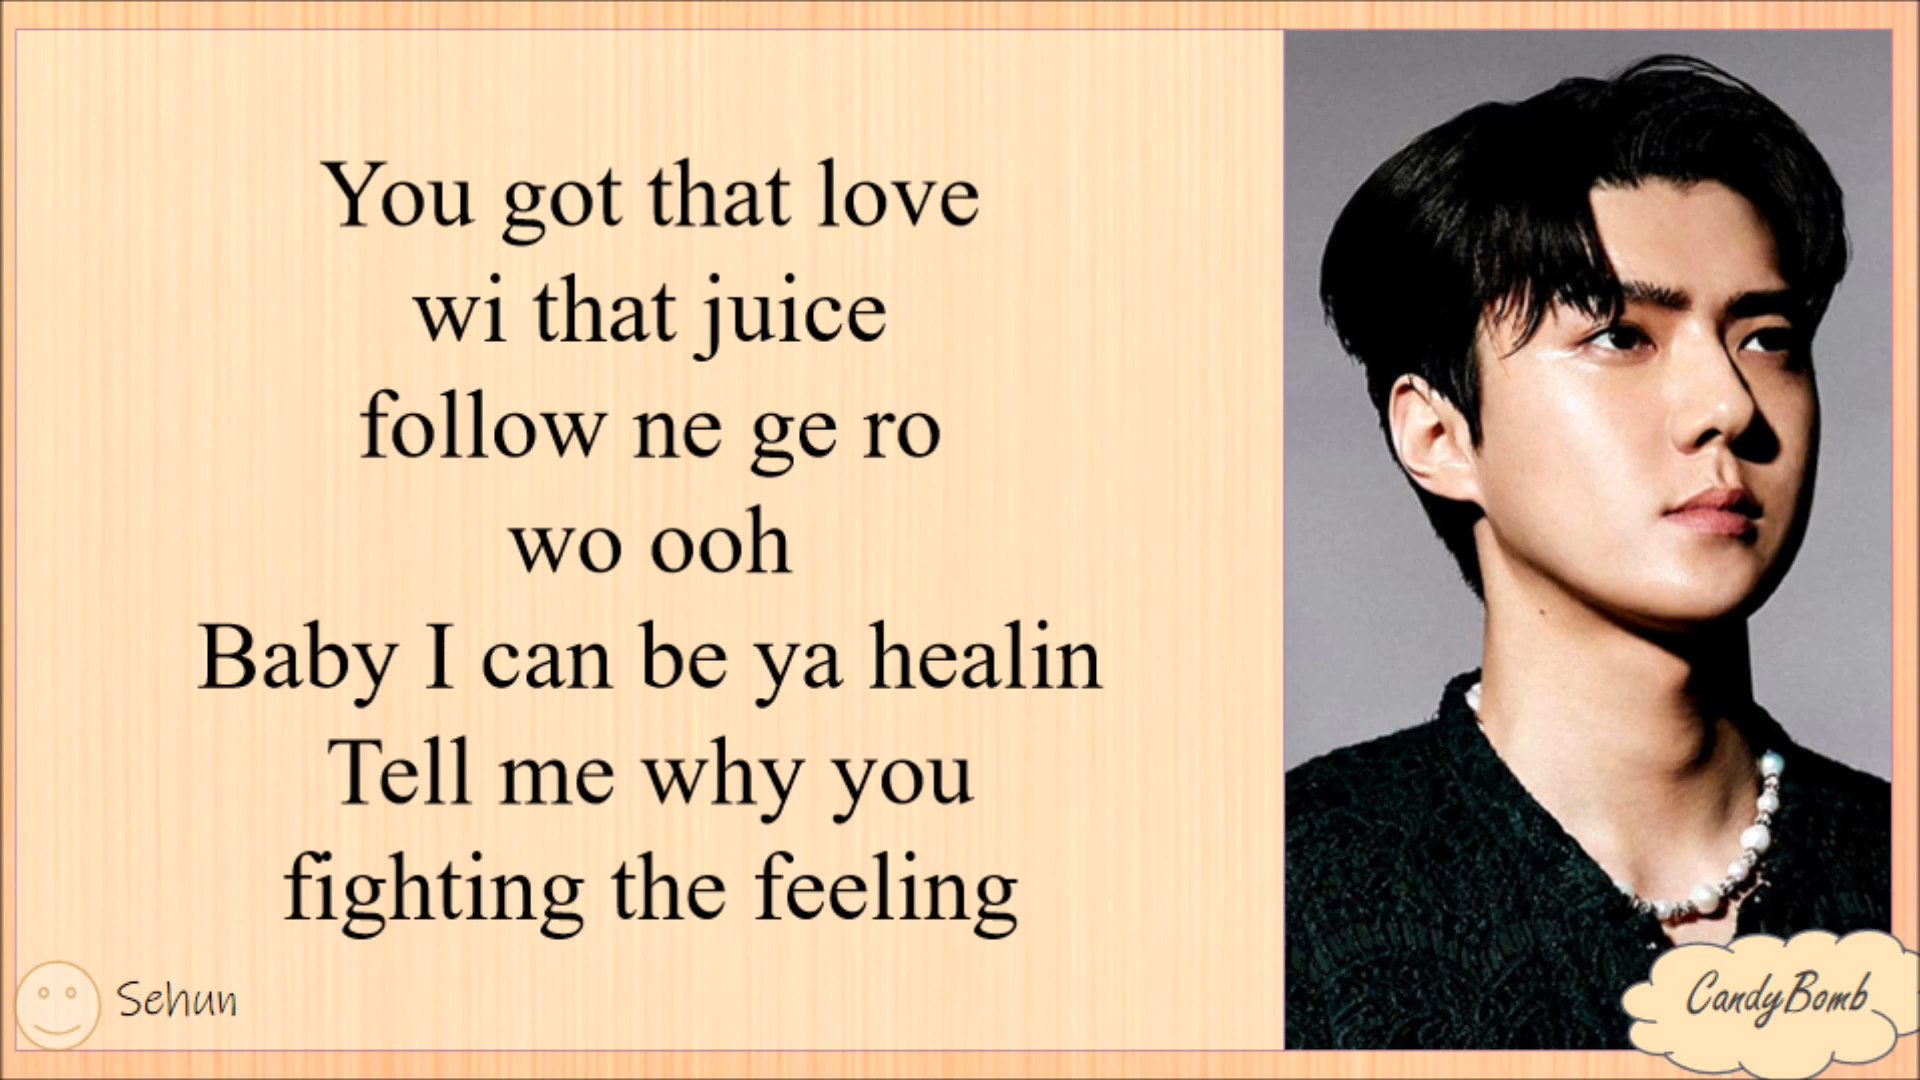 You got that love
wi that juice
follow ne ge ro
wo ooh
Baby I can be ya healin
Tell me why you
fighting the feeling
Sehun
CandyBomb